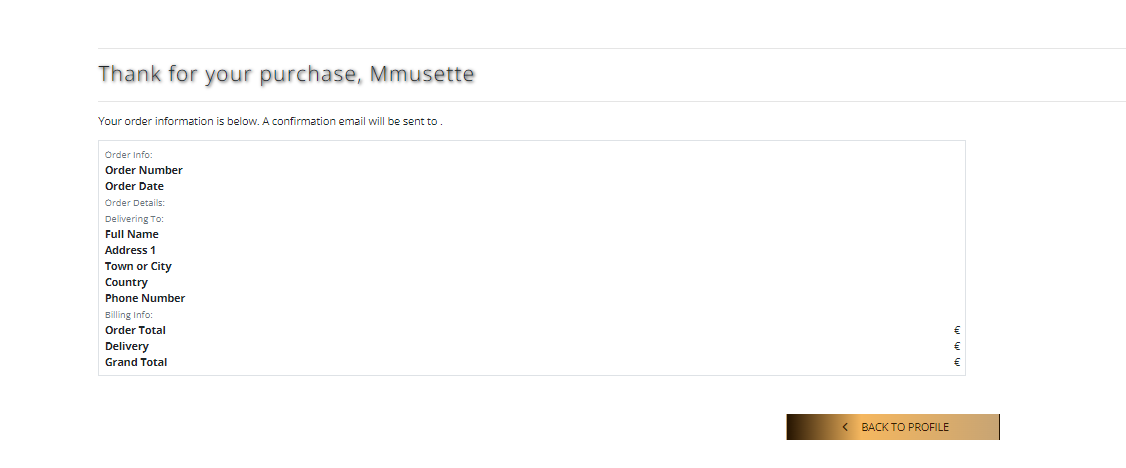 Thank for your purchase, Mmusette
Your order information is below. A confirmation email will be sent to .
Order Info:
Order Number
Order Date
Order Details:
Delivering To:
Full Name
Address 1
Town or City
Country
Phone Number
Billing Info:
Order Total €
Delivery €
Grand Total €
BACK TO PROFILE